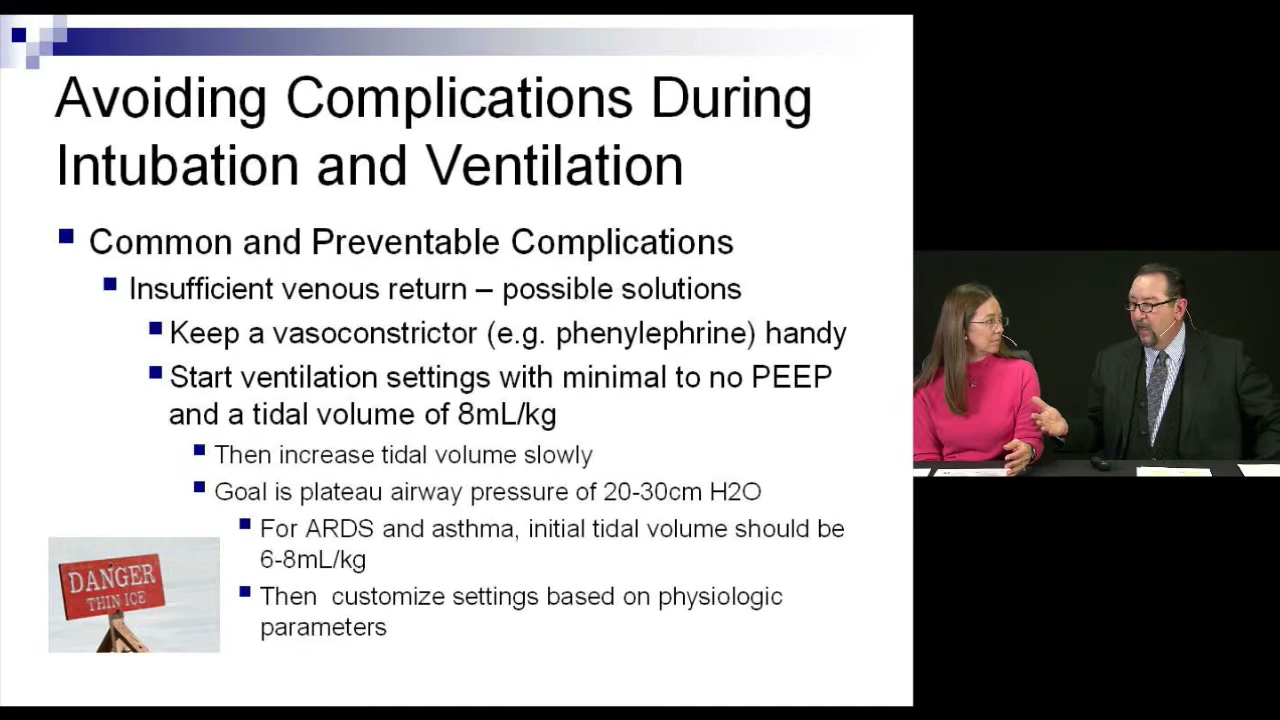 Avoiding Complications During
Intubation and Ventilation
Common and Preventable Complications
Insufficient venous return – possible solutions
Keep a vasoconstrictor (e.g. phenylephrine) handy
Start ventilation settings with minimal to no PEEP
and a tidal volume of 8mL/kg
Then increase tidal volume slowly
Goal is plateau airway pressure of 20-30cm H2O
For ARDS and asthma, initial tidal volume should be
6-8mL/kg
Then customize settings based on physiologic
parameters
DANGER
THIN ICE